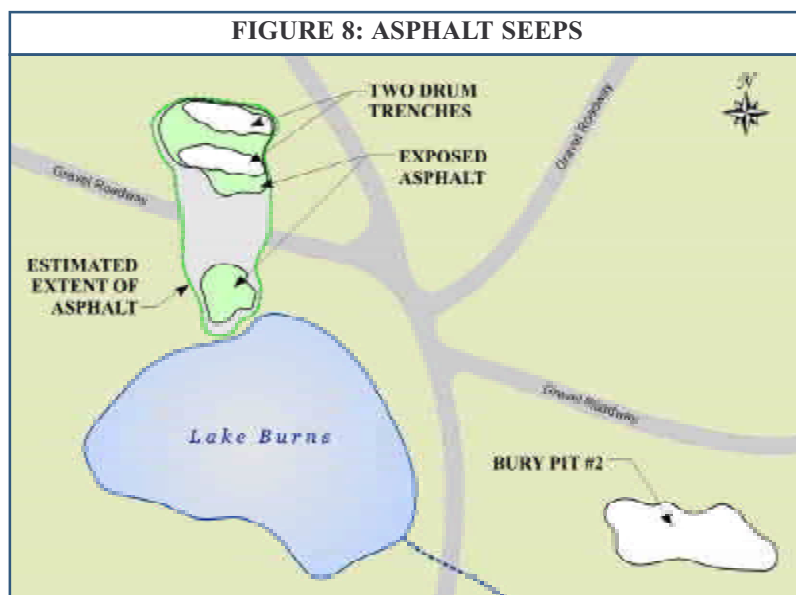 FIGURE 8: ASPHALT SEEPS
N
TWO DRUM
TRENCHES
Gravel Roadway
EXPOSED
ASPHALT
Gravel Roadway
ESTIMATED
EXTENT OF
ASPHALT
Lake Burns
Gravel Roadway
BURY PIT #2